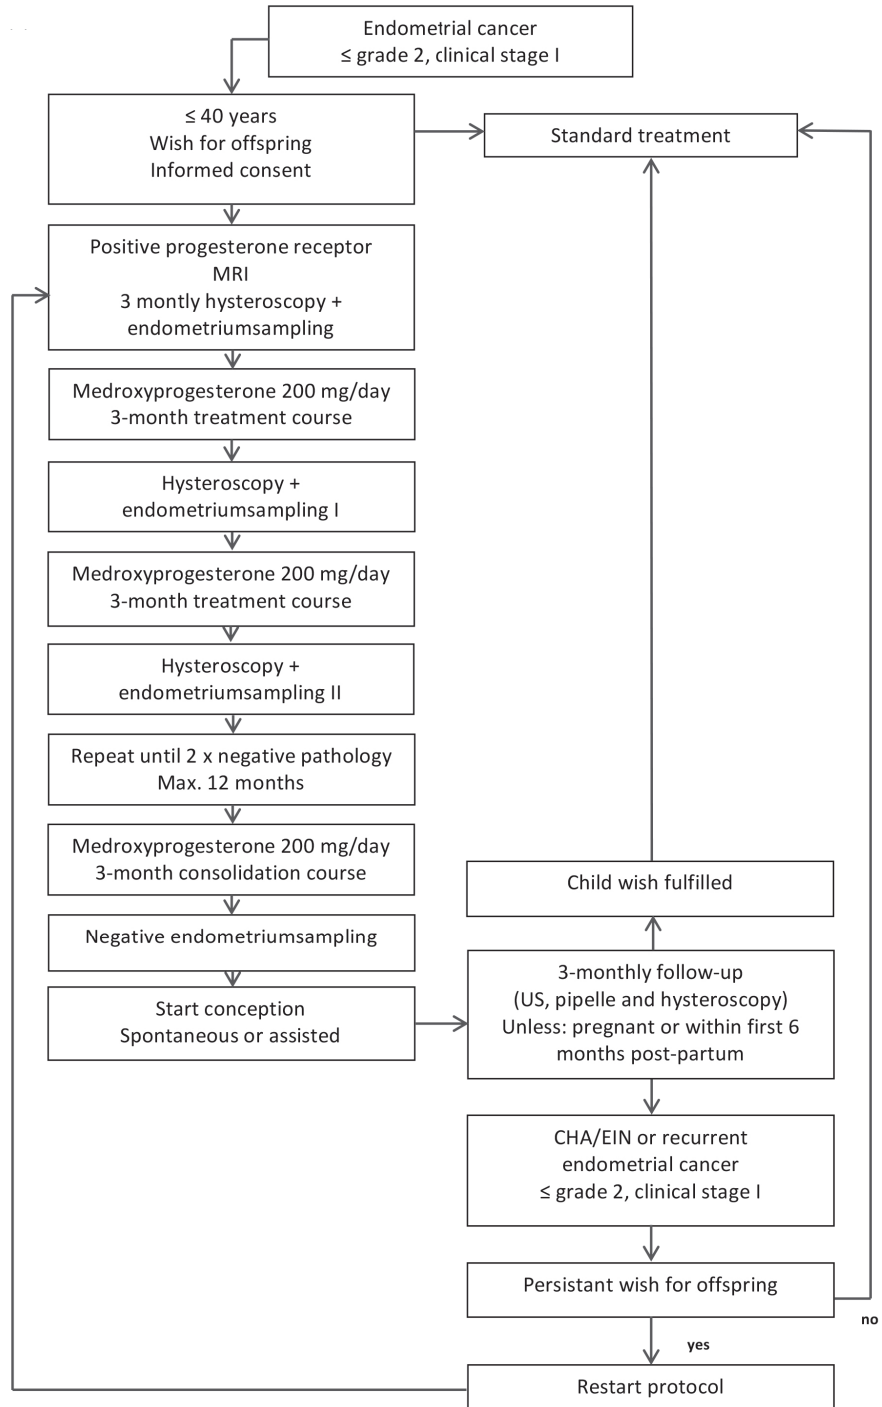 Endometrial cancer
≤ grade 2, clinical stage I
≤ 40 years
Wish for offspring
Informed consent
Standard treatment
Positive progesterone receptor
MRI
3 montly hysteroscopy +
endometriumsampling
Medroxyprogesterone 200 mg/day
3-month treatment course
Hysteroscopy +
endometriumsampling I
Medroxyprogesterone 200 mg/day
3-month treatment course
Hysteroscopy +
endometriumsampling II
Repeat until 2 x negative pathology
Max. 12 months
Medroxyprogesterone 200 mg/day
3-month consolidation course
Negative endometriumsampling
Start conception
Spontaneous or assisted
Child wish fulfilled
3-monthly follow-up
(US, pipelle and hysteroscopy)
Unless: pregnant or within first 6
months post-partum
CHA/EIN or recurrent
endometrial cancer
≤ grade 2, clinical stage I
Persistant wish for offspring
no
yes
Restart protocol